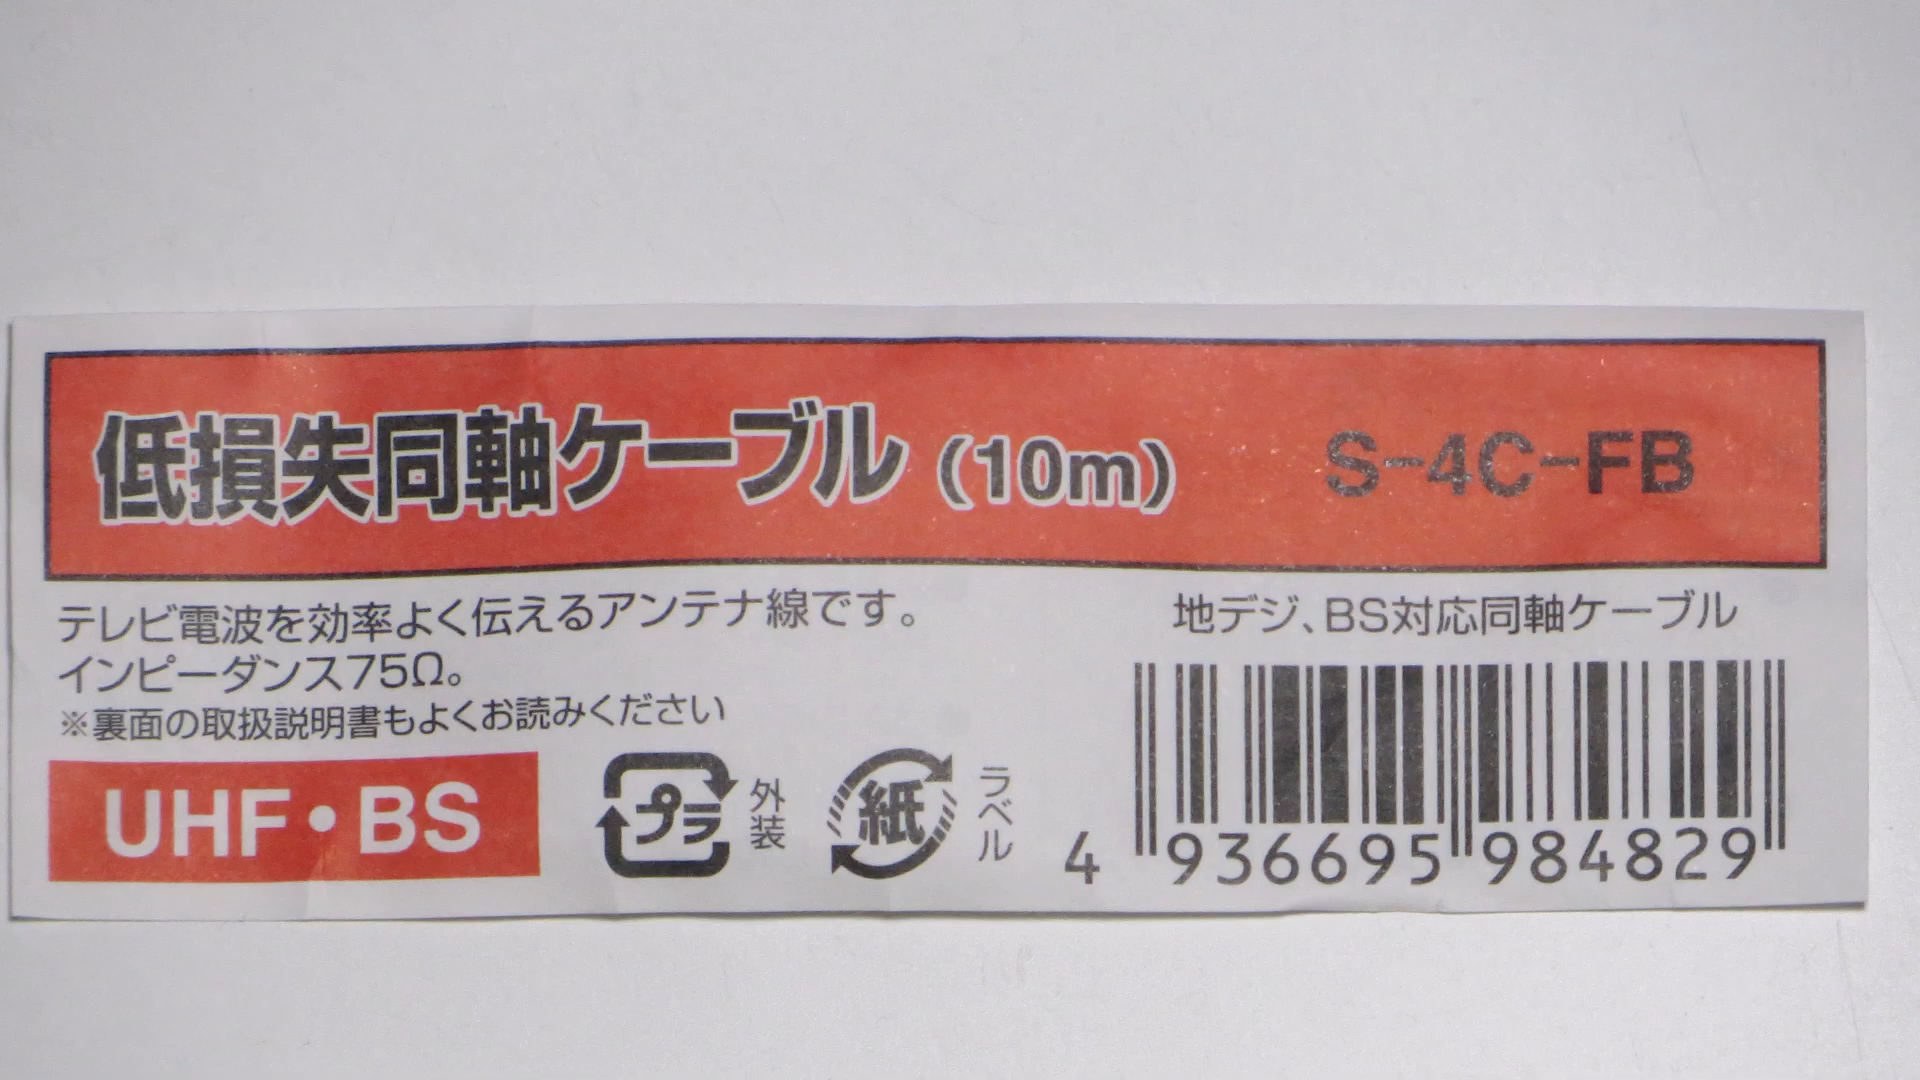 低損失同軸ケーブル（10m） S-4C-FB
テレビ電波を効率よく伝えるアンテナ線です。
インピーダンス75Ω。
※裏面の取扱説明書もよくお読みください
UHF・BS
プラ
外装
紙
ラベル
地デジ、BS対応同軸ケーブル
4 936695 984829